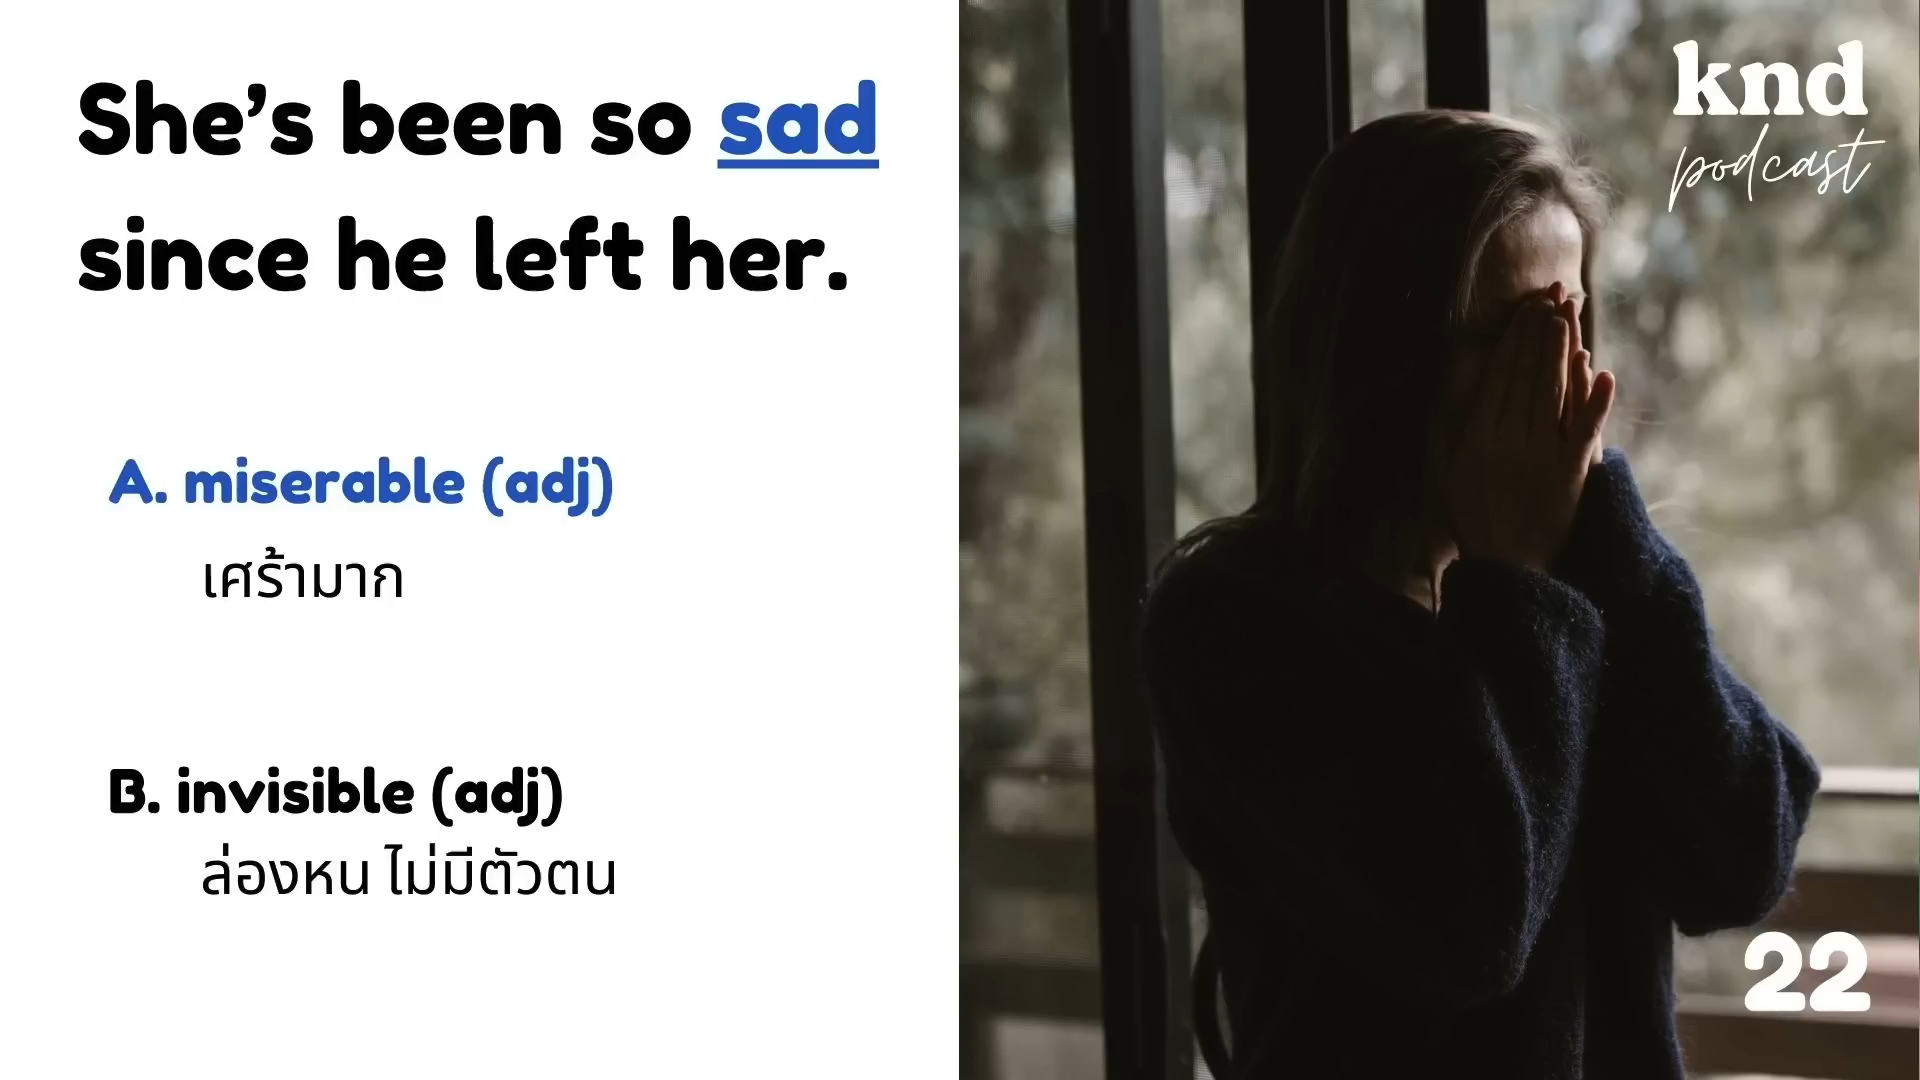 She’s been so sad
since he left her.
A. miserable (adj)
เศร้ามาก
B. invisible (adj)
ล่องหน ไม่มีตัวตน
knd
podcast
22